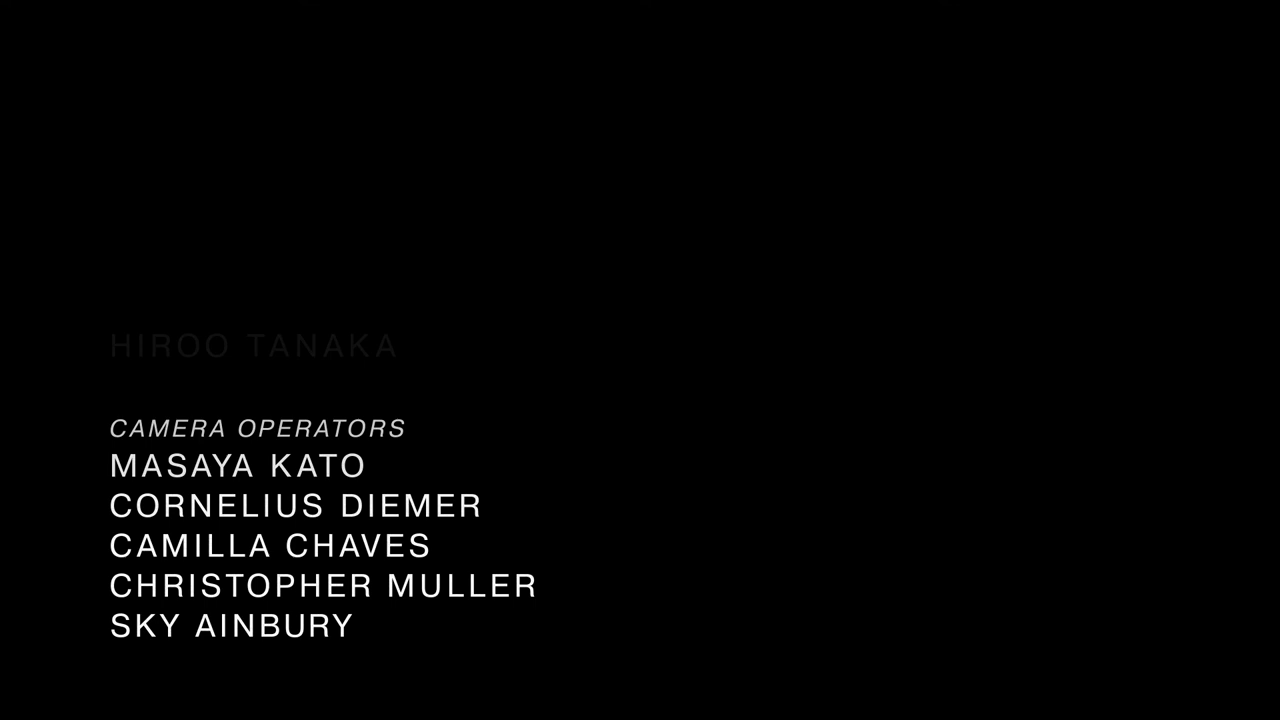 HIROO TANAKA
CAMERA OPERATORS
MASAYA KATO
CORNELIUS DIEMER
CAMILLA CHAVES
CHRISTOPHER MULLER
SKY AINBURY